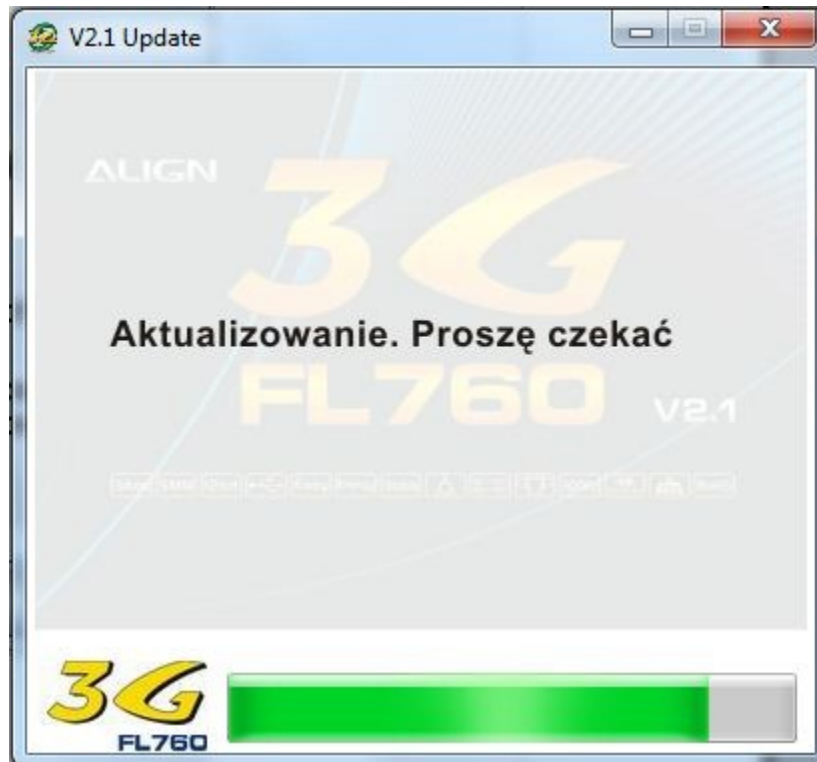 V2.1 Update
ALIGN
3G
Aktualizowanie. Proszę czekać
FL760
V2.1
3G
FL760